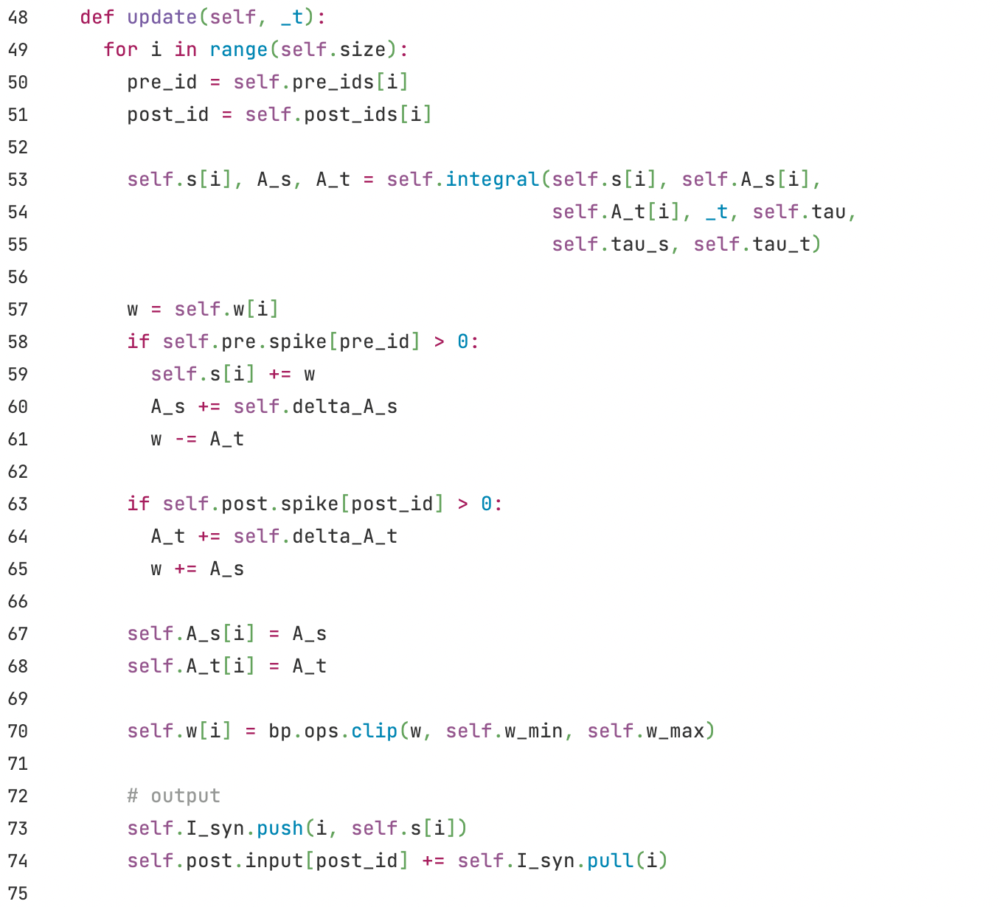 48    def update(self, _t):
49      for i in range(self.size):
50        pre_id = self.pre_ids[i]
51        post_id = self.post_ids[i]
52
53        self.s[i], A_s, A_t = self.integral(self.s[i], self.A_s[i],
54                                            self.A_t[i], _t, self.tau,
55                                            self.tau_s, self.tau_t)
56
57        w = self.w[i]
58        if self.pre.spike[pre_id] > 0:
59          self.s[i] += w
60          A_s += self.delta_A_s
61          w -= A_t
62
63        if self.post.spike[post_id] > 0:
64          A_t += self.delta_A_t
65          w += A_s
66
67        self.A_s[i] = A_s
68        self.A_t[i] = A_t
69
70        self.w[i] = bp.ops.clip(w, self.w_min, self.w_max)
71
72        # output
73        self.I_syn.push(i, self.s[i])
74        self.post.input[post_id] += self.I_syn.pull(i)
75